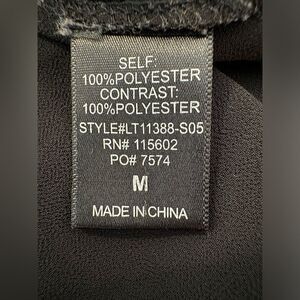 SELF:
100%POLYESTER
CONTRAST:
100%POLYESTER
STYLE#LT11388-S05
RN# 115602
PO# 7574
M
MADE IN CHINA